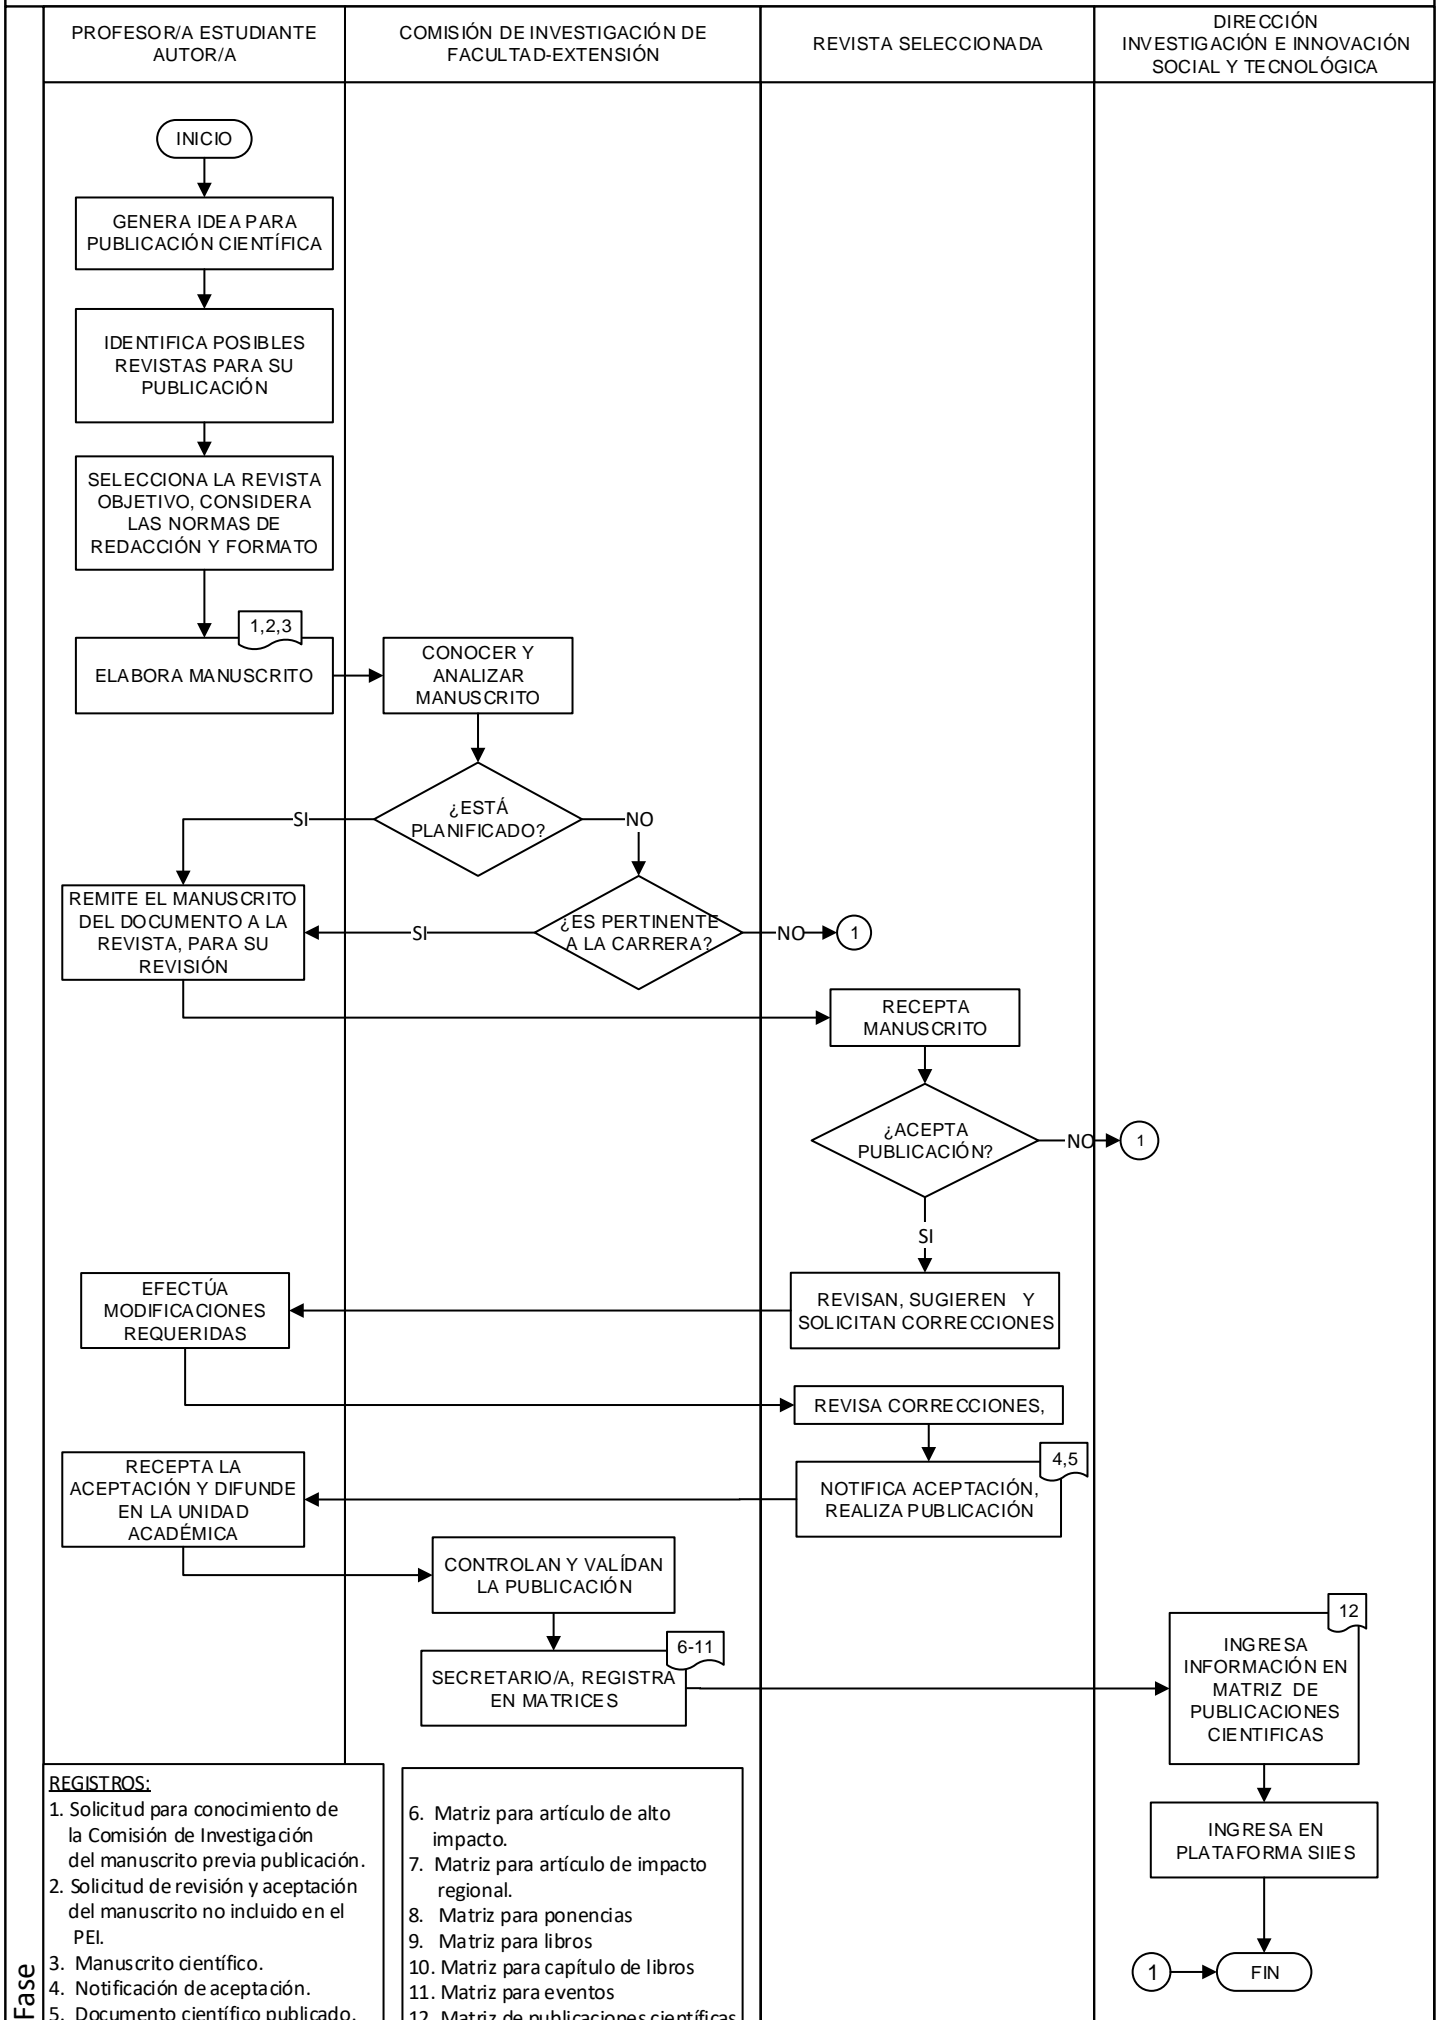 PROFESOR/A ESTUDIANTE
AUTOR/A
COMISIÓN DE INVESTIGACIÓN DE
FACULTAD-EXTENSIÓN
REVISTA SELECCIONADA
DIRECCIÓN
INVESTIGACIÓN E INNOVACIÓN
SOCIAL Y TECNOLÓGICA
INICIO
GENERA IDEA PARA
PUBLICACIÓN CIENTÍFICA
IDENTIFICA POSIBLES
REVISTAS PARA SU
PUBLICACIÓN
SELECCIONA LA REVISTA
OBJETIVO, CONSIDERA
LAS NORMAS DE
REDACCIÓN Y FORMATO
1,2,3
ELABORA MANUSCRITO
CONOCER Y
ANALIZAR
MANUSCRITO
¿ESTÁ
PLANIFICADO?
SI
NO
REMITE EL MANUSCRITO
DEL DOCUMENTO A LA
REVISTA, PARA SU
REVISIÓN
SI
¿ES PERTINENTE
A LA CARRERA?
NO
1
RECEPTA
MANUSCRITO
¿ACEPTA
PUBLICACIÓN?
NO
1
SI
EFECTÚA
MODIFICACIONES
REQUERIDAS
REVISAN, SUGIEREN Y
SOLICITAN CORRECCIONES
REVISA CORRECCIONES,
4,5
NOTIFICA ACEPTACIÓN,
REALIZA PUBLICACIÓN
RECEPTA LA
ACEPTACIÓN Y DIFUNDE
EN LA UNIDAD
ACADÉMICA
CONTROLAN Y VALÍDAN
LA PUBLICACIÓN
6-11
SECRETARIO/A, REGISTRA
EN MATRICES
12
INGRESA
INFORMACIÓN EN
MATRIZ DE
PUBLICACIONES
CIENTIFICAS
INGRESA EN
PLATAFORMA SIIES
1
FIN
REGISTROS:
1. Solicitud para conocimiento de
la Comisión de Investigación
del manuscrito previa publicación.
2. Solicitud de revisión y aceptación
del manuscrito no incluido en el
PEI.
3. Manuscrito científico.
4. Notificación de aceptación.
5. Documento científico publicado.
6. Matriz para artículo de alto
impacto.
7. Matriz para artículo de impacto
regional.
8. Matriz para ponencias
9. Matriz para libros
10. Matriz para capítulo de libros
11. Matriz para eventos
12. Matriz de publicaciones científicas
Fase